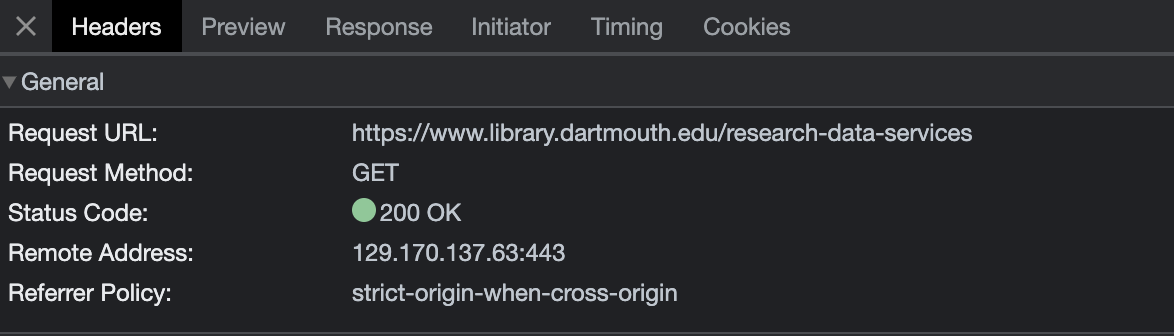 Headers Preview Response Initiator Timing Cookies
General
Request URL: https://www.library.dartmouth.edu/research-data-services
Request Method: GET
Status Code: 200 OK
Remote Address: 129.170.137.63:443
Referrer Policy: strict-origin-when-cross-origin